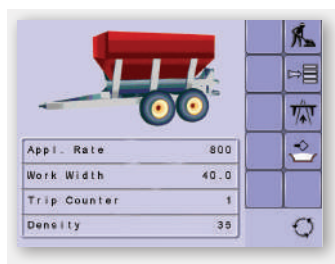 Appl. Rate 800
Work Width 40.0
Trip Counter 1
Density 35